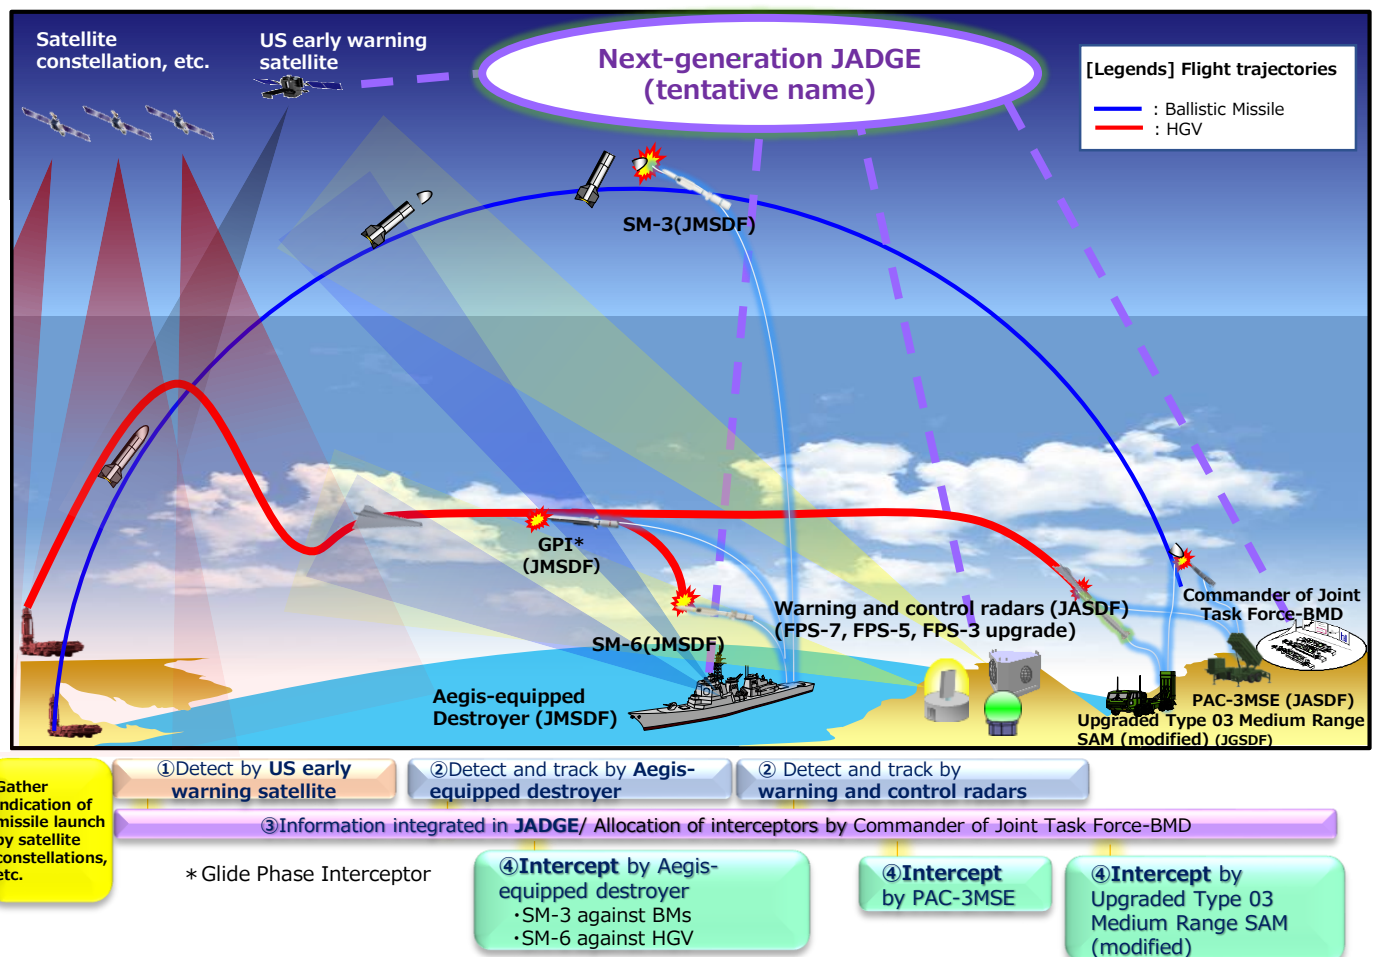 Satellite
constellation, etc.
US early warning
satellite
Next-generation JADGE
(tentative name)
[Legends] Flight trajectories
: Ballistic Missile
: HGV
SM-3(JMSDF)
GPI*
(JMSDF)
SM-6(JMSDF)
Warning and control radars (JASDF)
(FPS-7, FPS-5, FPS-3 upgrade)
Commander of Joint
Task Force-BMD
Aegis-equipped
Destroyer (JMSDF)
PAC-3MSE (JASDF)
Upgraded Type 03 Medium Range
SAM (modified) (JGSDF)
Gather
indication of
missile launch
by satellite
constellations,
etc.
①Detect by US early
warning satellite
②Detect and track by Aegis-
equipped destroyer
② Detect and track by
warning and control radars
③Information integrated in JADGE/ Allocation of interceptors by Commander of Joint Task Force-BMD
＊Glide Phase Interceptor
④Intercept by Aegis-
equipped destroyer
・SM-3 against BMs
・SM-6 against HGV
④Intercept
by PAC-3MSE
④Intercept by
Upgraded Type 03
Medium Range SAM
(modified)